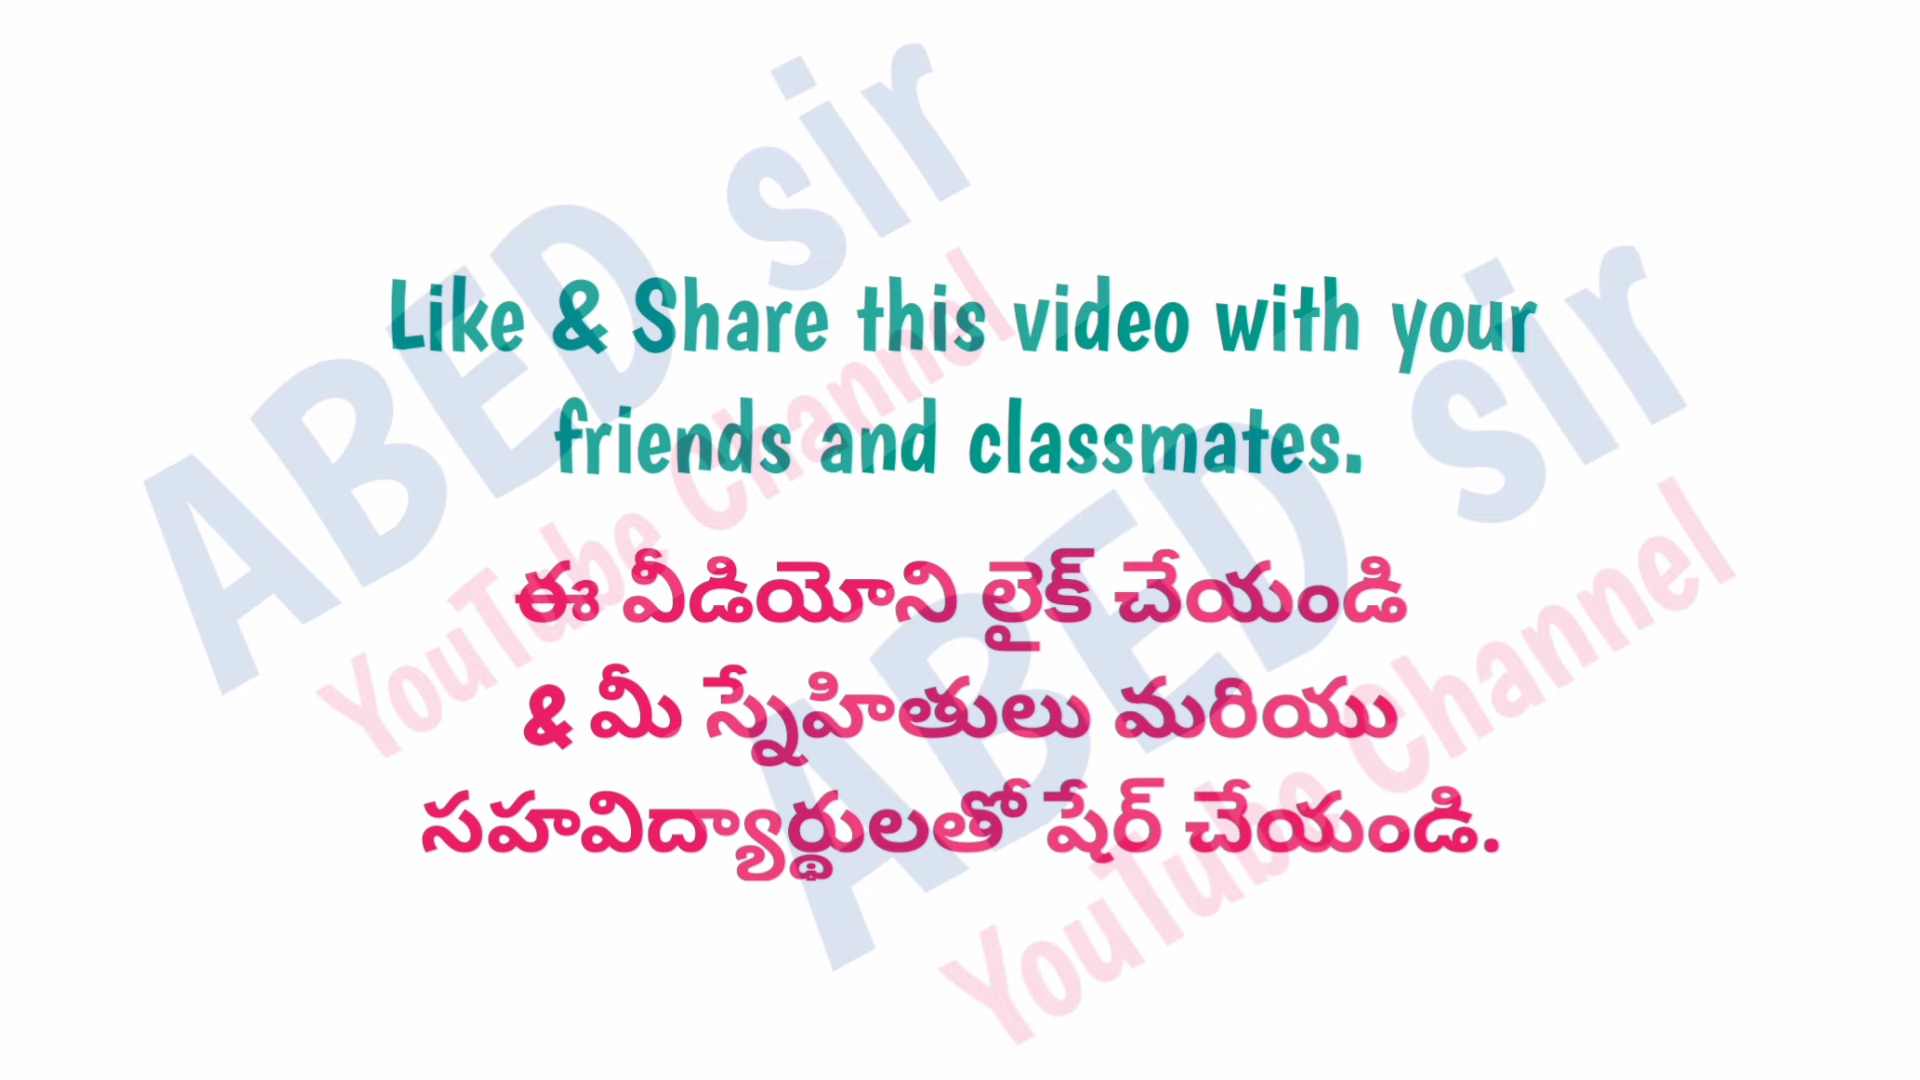 Like & Share this video with your
friends and classmates.
ఈ వీడియోని లైక్ చేయండి
& మీ స్నేహితులు మరియు
సహవిద్యార్థులతో షేర్ చేయండి.
ABED sir
YouTube Channel
ABED sir
YouTube Channel